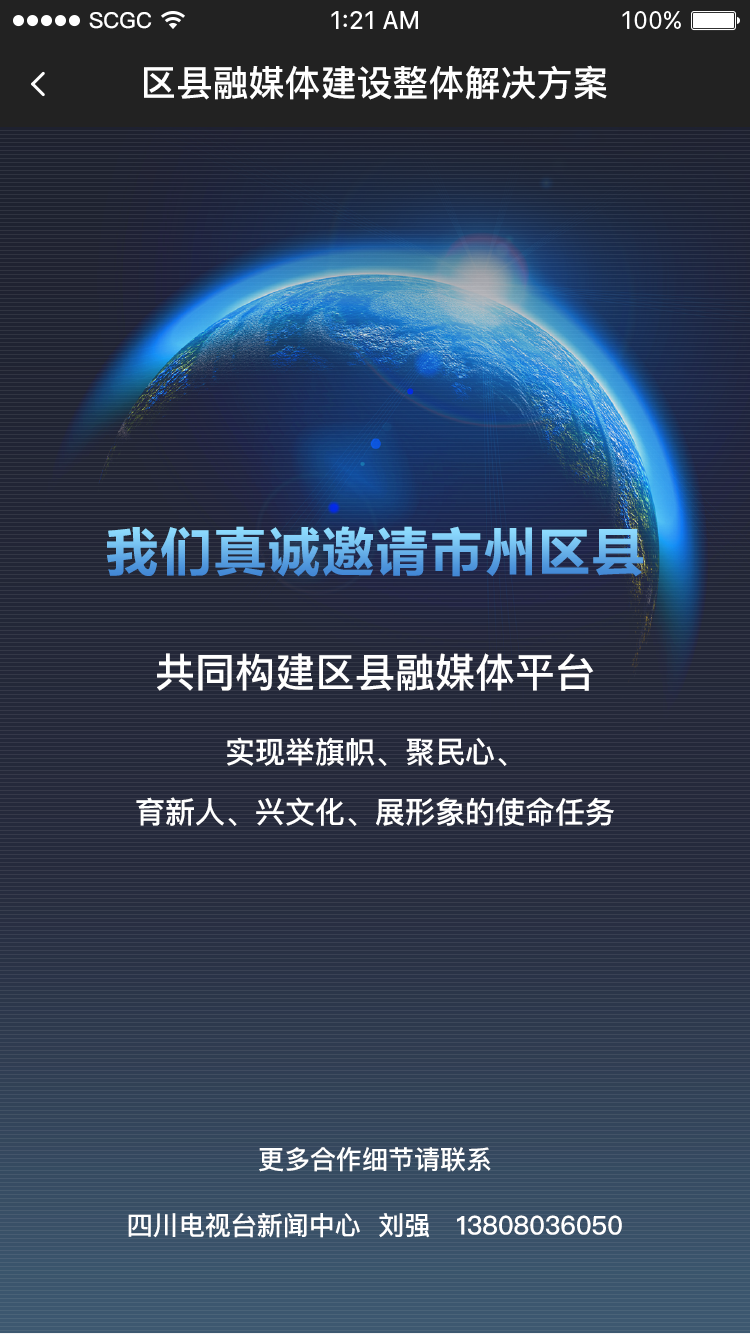 SCGC 1:21 AM 100%
区县融媒体建设整体解决方案
我们真诚邀请市州区县
共同构建区县融媒体平台
实现举旗帜、聚民心、
育新人、兴文化、展形象的使命任务
更多合作细节请联系
四川电视台新闻中心 刘强 13808036050